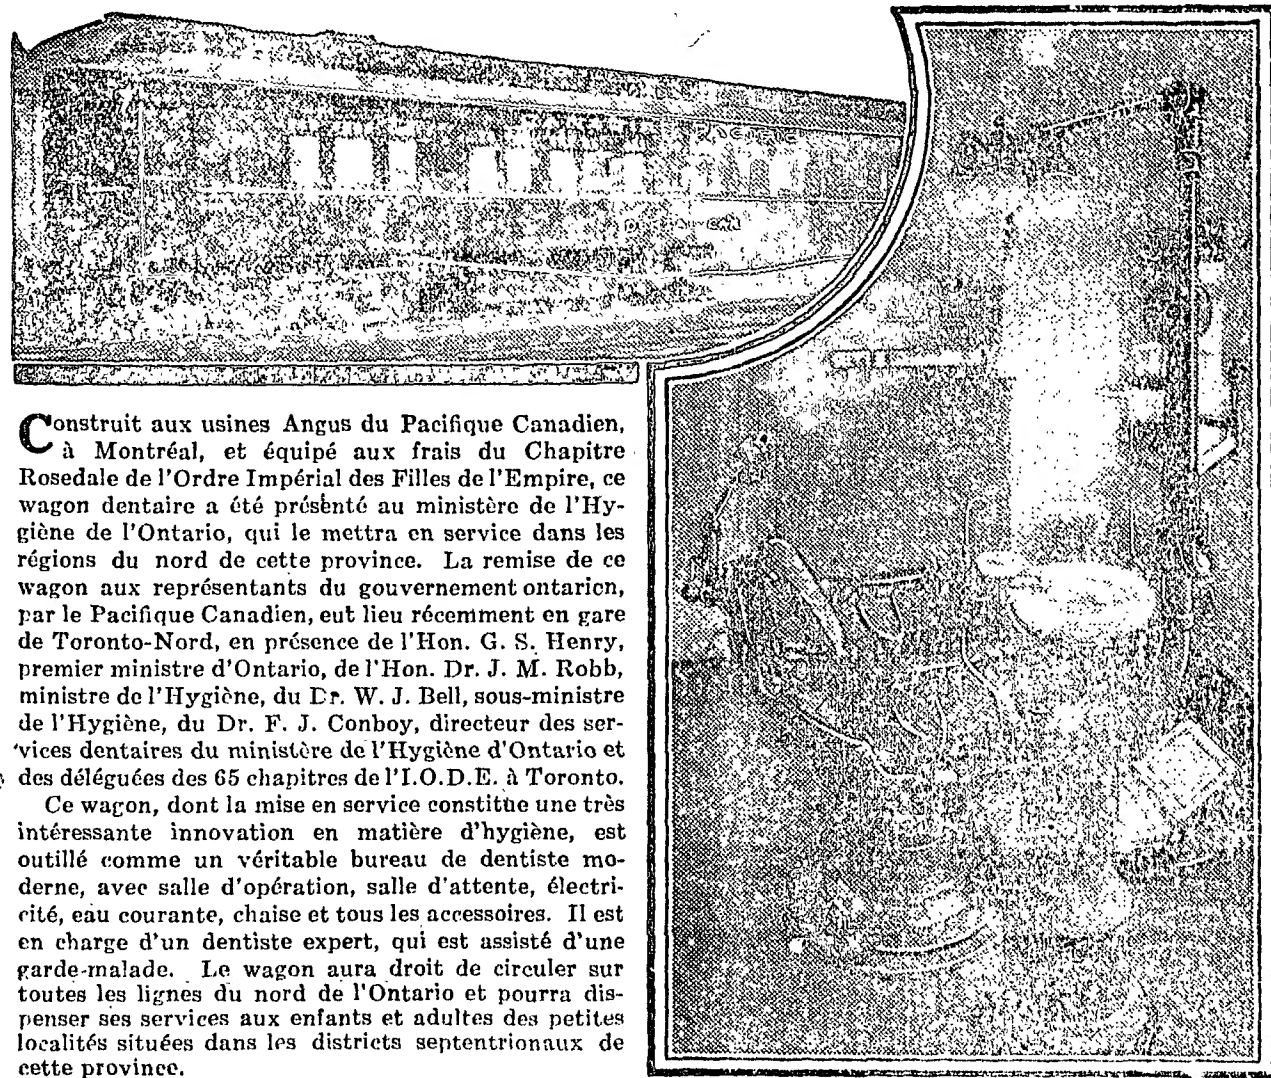 CAR
Construit aux usines Angus du Pacifique Canadien,
à Montréal, et équipé aux frais du Chapitre
Rosedale de l'Ordre Impérial des Filles de l'Empire, ce
wagon dentaire a été présenté au ministère de l'Hy-
giène de l'Ontario, qui le mettra en service dans les
régions du nord de cette province. La remise de ce
wagon aux représentants du gouvernement ontarien,
par le Pacifique Canadien, eut lieu récemment en gare
de Toronto-Nord, en présence de l'Hon. G. S. Henry,
premier ministre d'Ontario, de l'Hon. Dr. J. M. Robb,
ministre de l'Hygiène, du Dr. W. J. Bell, sous-ministre
de l'Hygiène, du Dr. F. J. Conboy, directeur des ser-
vices dentaires du ministère de l'Hygiène d'Ontario et
des déléguées des 65 chapitres de l'I.O.D.E. à Toronto.
Ce wagon, dont la mise en service constitue une très
intéressante innovation en matière d'hygiène, est
outillé comme un véritable bureau de dentiste mo-
derne, avec salle d'opération, salle d'attente, électri-
cité, eau courante, chaise et tous les accessoires. Il est
en charge d'un dentiste expert, qui est assisté d'une
garde-malade. Le wagon aura droit de circuler sur
toutes les lignes du nord de l'Ontario et pourra dis-
penser ses services aux enfants et adultes des petites
localités situées dans les districts septentrionaux de
cette province.